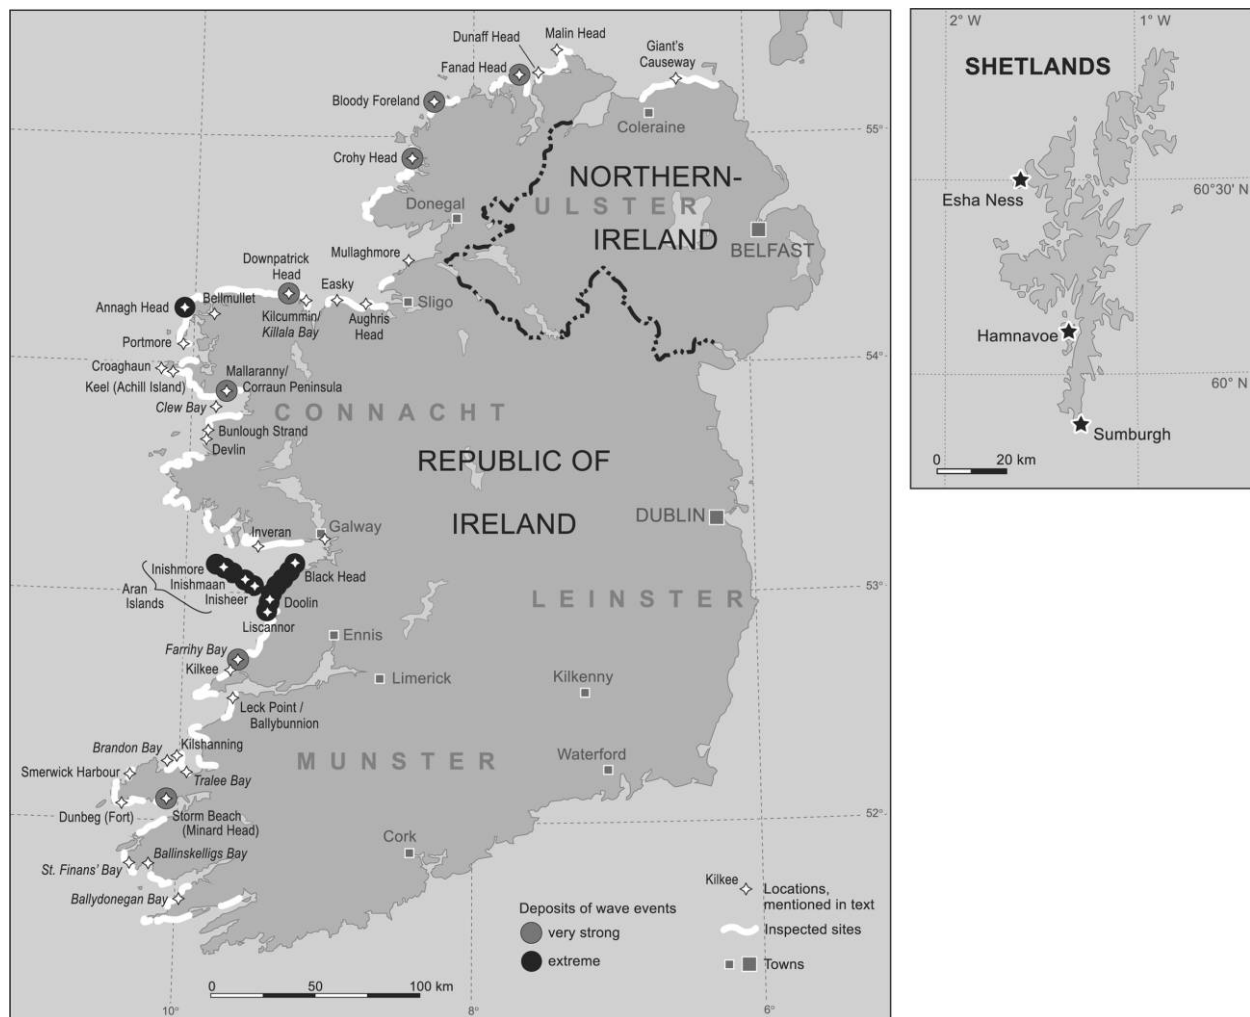 Malin Head
Dunaff Head
Giant's
Causeway
Fanad Head
Bloody Foreland
Coleraine
55°
Crohy Head
NORTHERN-
ULSTER
IRELAND
Donegal
BELFAST
Mullaghmore
Downpatrick
Head
Easky
Sligo
Annagh Head
Bellmullet
Kilcummin/
Killala Bay
Aughris
Head
Portmore
54°
Croaghaun
Mallaranny/
Corraun Peninsula
Keel (Achill Island)
Clew Bay
CONNACHT
Bunlough Strand
Devlin
REPUBLIC OF
IRELAND
DUBLIN
Inveran
Galway
Inishmore
Inishmaan
Inisheer
Aran
Islands
Black Head
Doolin
Liscannor
53°
LEINSTER
Farrihy Bay
Ennis
Kilkee
Limerick
Kilkenny
Leck Point /
Ballybunnion
Brandon Bay
Kilshanning
MUNSTER
Waterford
Smerwick Harbour
Tralee Bay
Dunbeg (Fort)
Storm Beach
(Minard Head)
52°
Cork
Ballinskelligs Bay
St. Finans' Bay
Ballydonegan Bay
Deposits of wave events
very strong
extreme
Kilkee
Locations,
mentioned in text
Inspected sites
Towns
0 50 100 km
10° 8° 6°
2° W 1° W
SHETLANDS
60°30' N
Esha Ness
Hamnavoe
60° N
Sumburgh
0 20 km